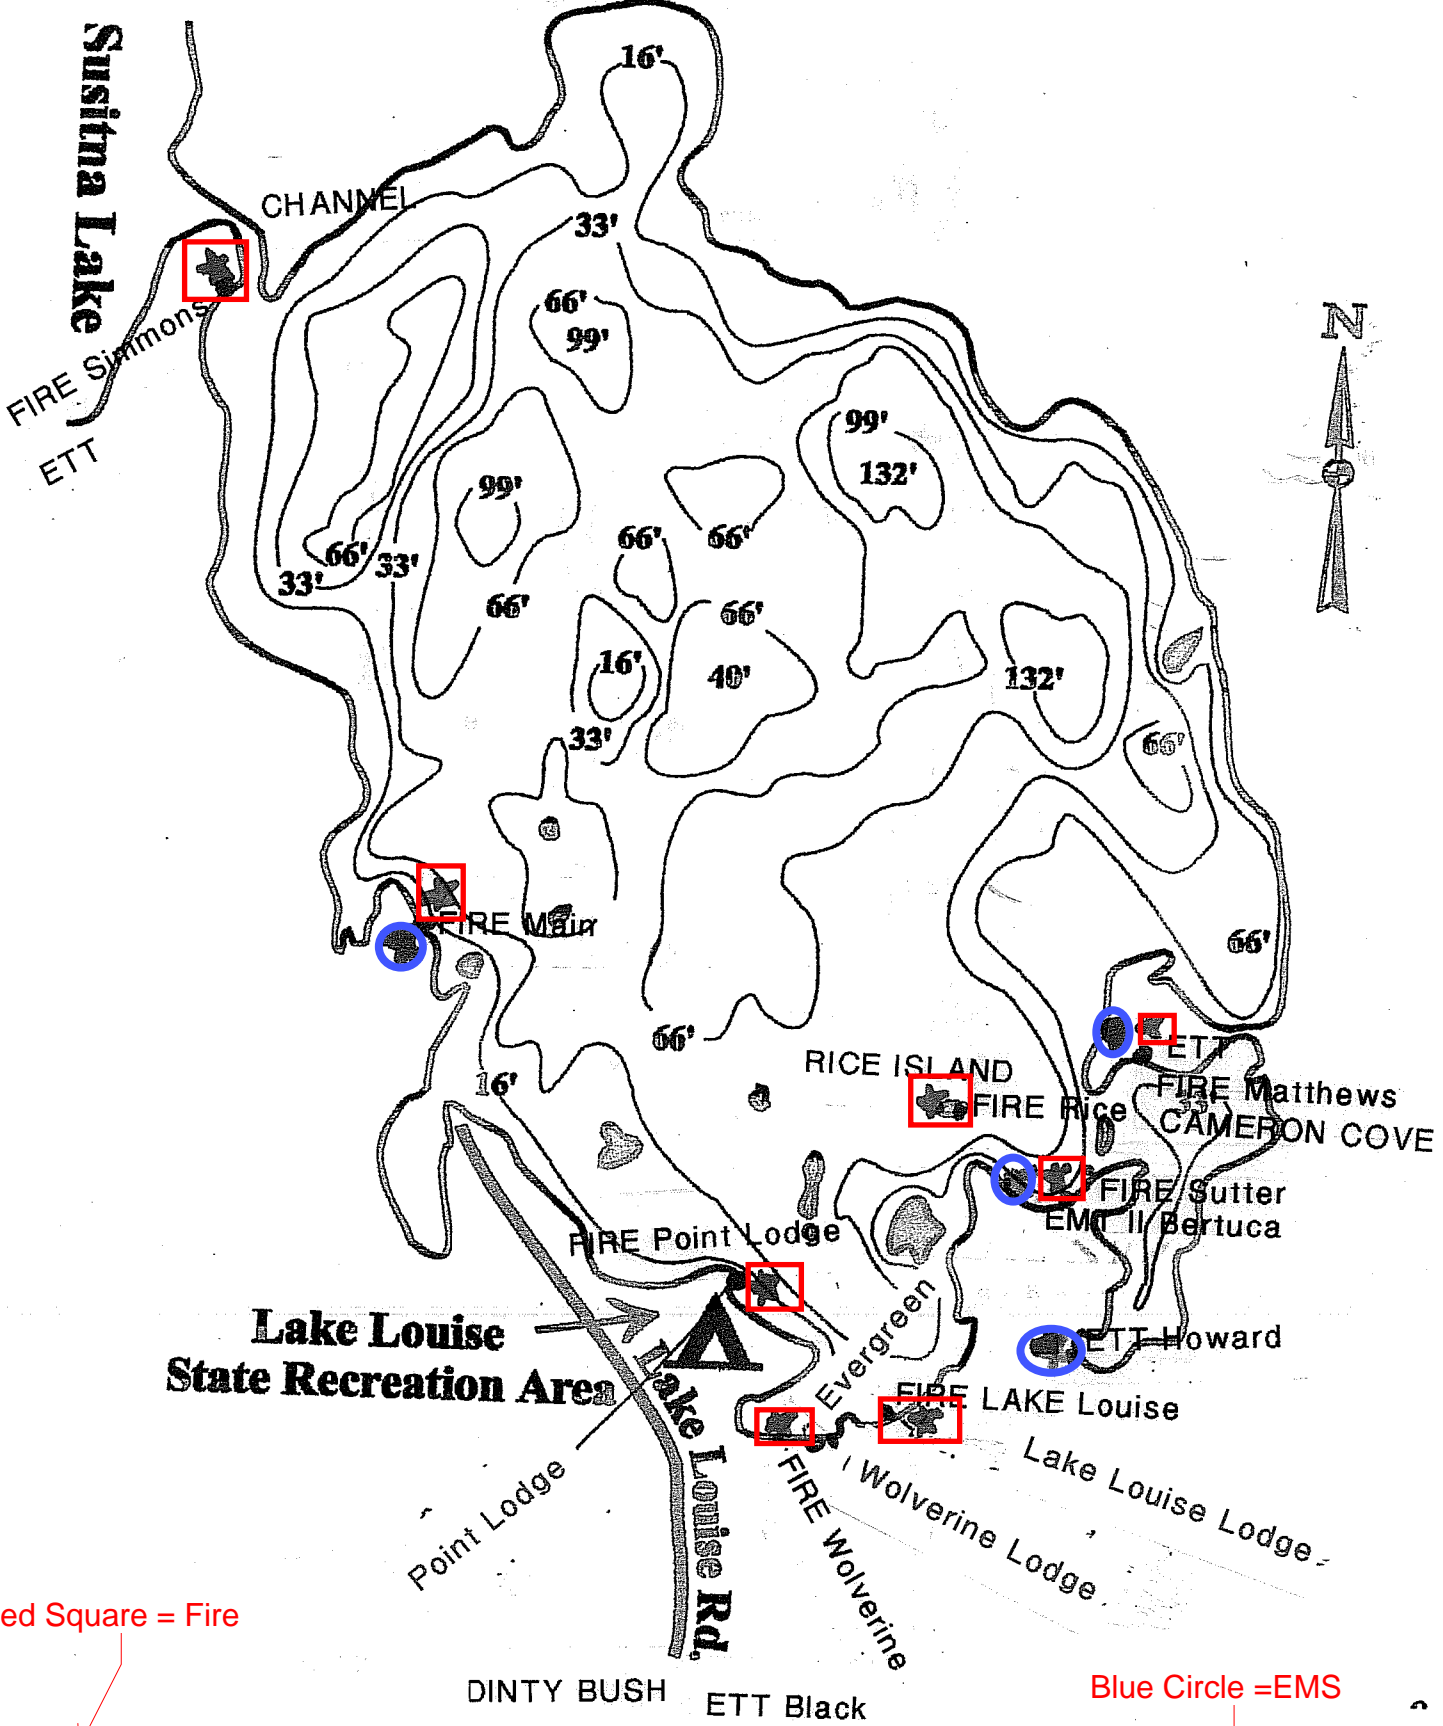 Susitna Lake
16'
CHANNEL
33'
66'
99'
FIRE Simmons
ETT
N
99'
132'
99'
66'
66'
33'
66'
33'
66'
66'
66'
16'
40'
132'
33'
66'
FIRE Main
66'
66'
16'
RICE ISLAND
ETT
FIRE Matthews
FIRE Rice
33'
CAMERON COVE
FIRE Sutter
EMT II Bertuca
FIRE Point Lodge
Evergreen
Lake Louise
State Recreation Area
ETT Howard
FIRE LAKE Louise
Lake Louise Rd.
Point Lodge
FIRE Wolverine
Wolverine Lodge
Lake Louise Lodge
ed Square = Fire
DINTY BUSH
ETT Black
Blue Circle =EMS